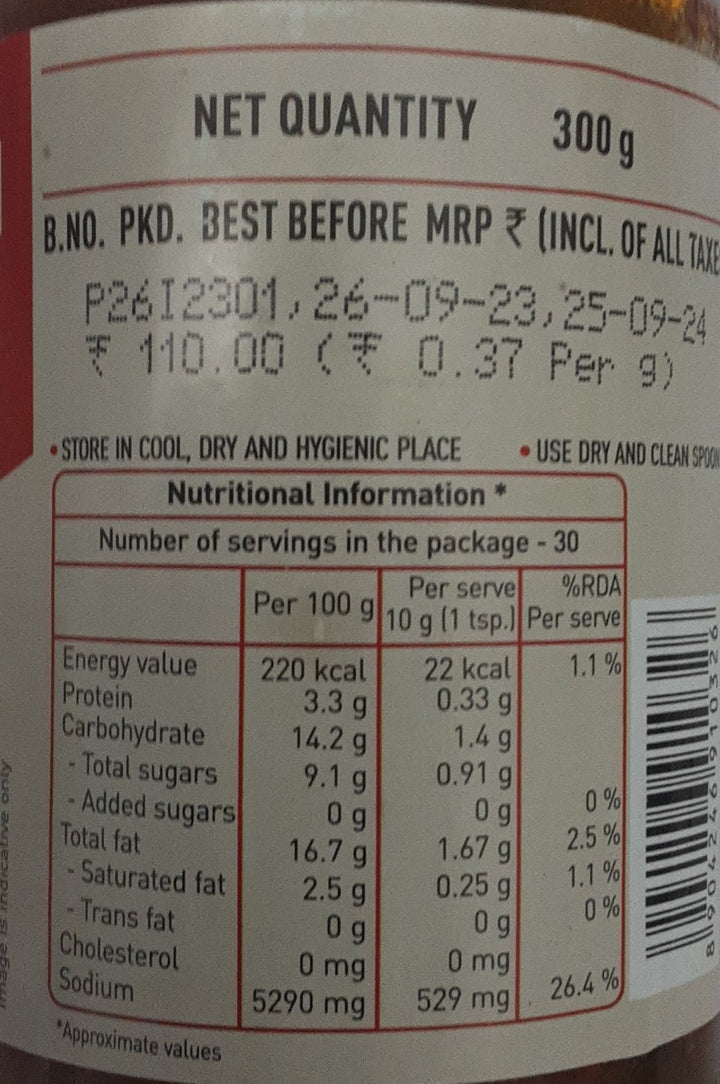 NET QUANTITY 300 g
B.NO. PKD. BEST BEFORE MRP ₹ (INCL. OF ALL
P26I2301, 26-09-23, 25-09-24
₹ 110.00 (₹ 0.37 Per g)
• STORE IN COOL, DRY AND HYGIENIC PLACE • USE DRY AND CLEAN
Nutritional Information *
Number of servings in the package - 30
Per 100 g Per serve 10 g (1 tsp.) %RDA Per serve
Energy value 220 kcal 22 kcal 1.1 %
Protein 3.3 g 0.33 g
Carbohydrate 14.2 g 1.4 g
- Total sugars 9.1 g 0.91 g
- Added sugars 0 g 0 g 0 %
Total fat 16.7 g 1.67 g 2.5 %
- Saturated fat 2.5 g 0.25 g 1.1 %
- Trans fat 0 g 0 g 0 %
Cholesterol 0 mg 0 mg
Sodium 5290 mg 529 mg 26.4 %
*Approximate values
Image is indicative only
8 904246 910326